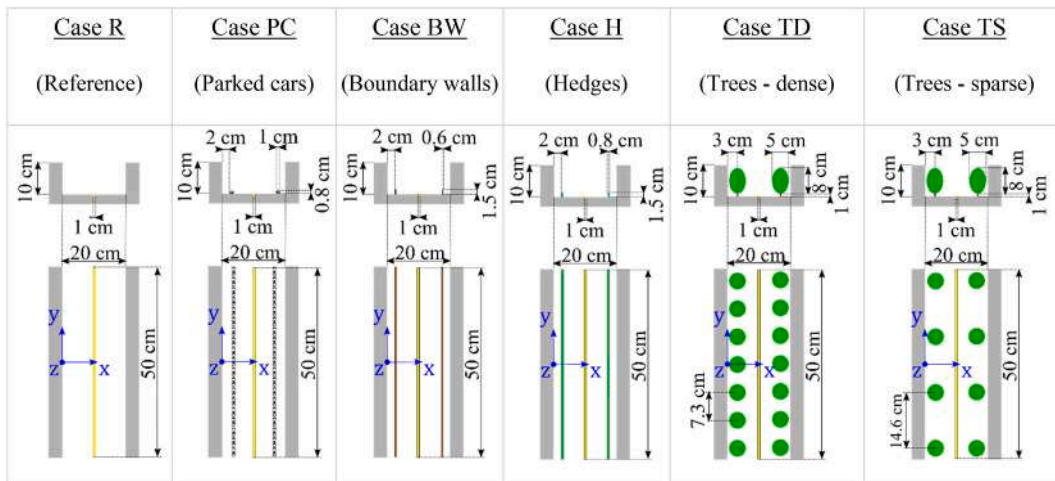 Case R
(Reference)
10 cm
1 cm
20 cm
y
z
x
50 cm
Case PC
(Parked cars)
2 cm
1 cm
10 cm
0.8 cm
1 cm
20 cm
y
z
x
50 cm
Case BW
(Boundary walls)
2 cm
0.6 cm
10 cm
1.5 cm
1 cm
20 cm
y
z
x
50 cm
Case H
(Hedges)
2 cm
0.8 cm
10 cm
1.5 cm
1 cm
20 cm
y
z
x
50 cm
Case TD
(Trees - dense)
3 cm
5 cm
10 cm
8 cm
1 cm
1 cm
20 cm
y
z
x
7.3 cm
50 cm
Case TS
(Trees - sparse)
3 cm
5 cm
10 cm
8 cm
1 cm
1 cm
20 cm
y
z
x
14.6 cm
50 cm